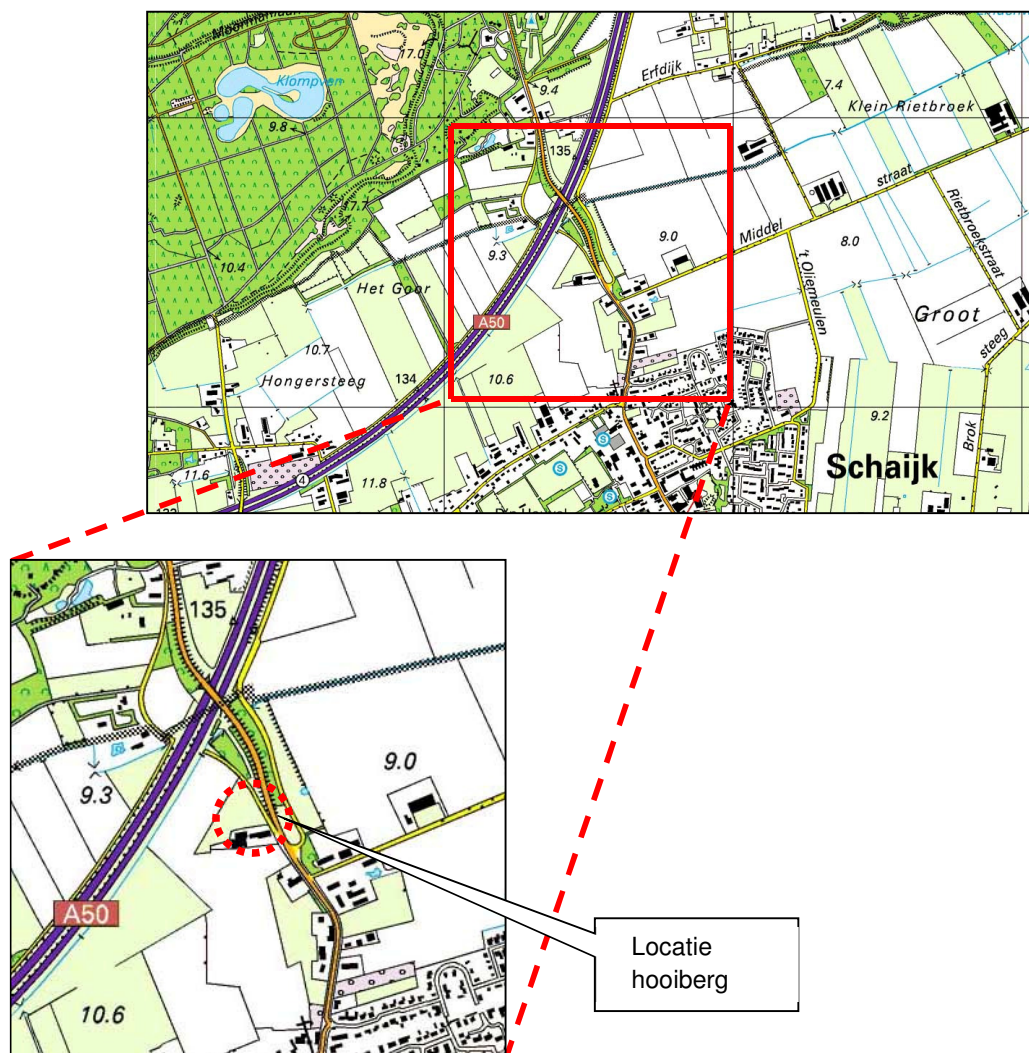 Klompven
17.0
9.4
Erfdijk
7.4
Klein Rietbroek
9.8
135
straat
7.7
Rietbroekstraat
Middel
9.0
8.0
10.4
9.3
't Oliemeulen
Het Goor
Groot
A50
steeg
10.7
Hongersteeg
134
10.6
9.2
Brok
11.6
4
11.8
S
S
S
Schaijk
135
9.0
9.3
A50
10.6
Locatie
hooiberg